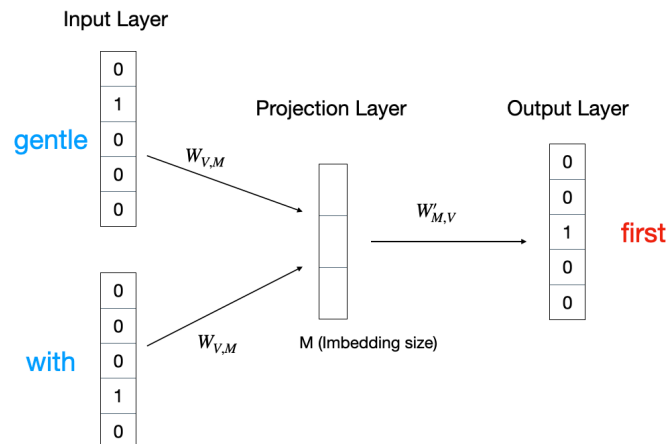 Input Layer
0
1
0
0
0
gentle
W_{V,M}
0
0
0
1
0
with
W_{V,M}
Projection Layer
M (Imbedding size)
W'_{M,V}
Output Layer
0
0
1
0
0
first